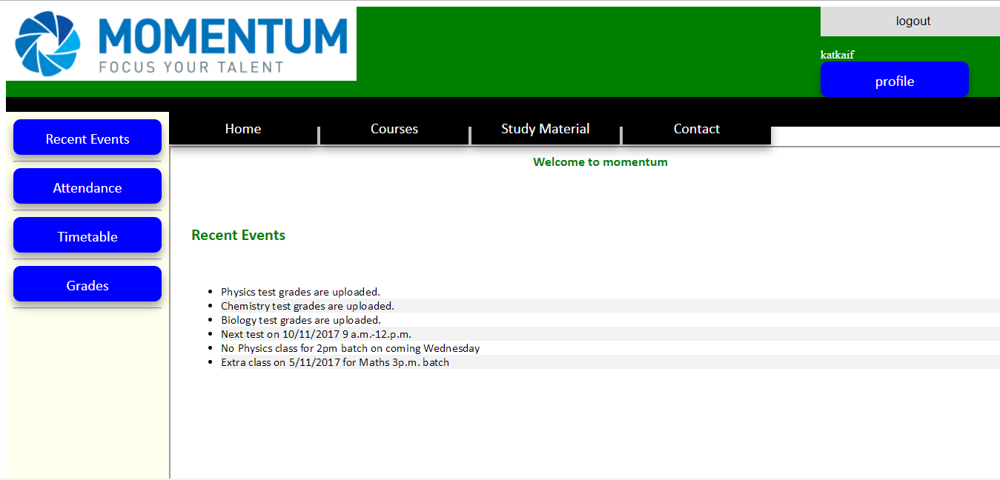 MOMENTUM
FOCUS YOUR TALENT
logout
katkaif
profile
Home
Courses
Study Material
Contact
Recent Events
Attendance
Timetable
Grades
Welcome to momentum
Recent Events
Physics test grades are uploaded.
Chemistry test grades are uploaded.
Biology test grades are uploaded.
Next test on 10/11/2017 9 a.m.-12.p.m.
No Physics class for 2pm batch on coming Wednesday
Extra class on 5/11/2017 for Maths 3p.m. batch